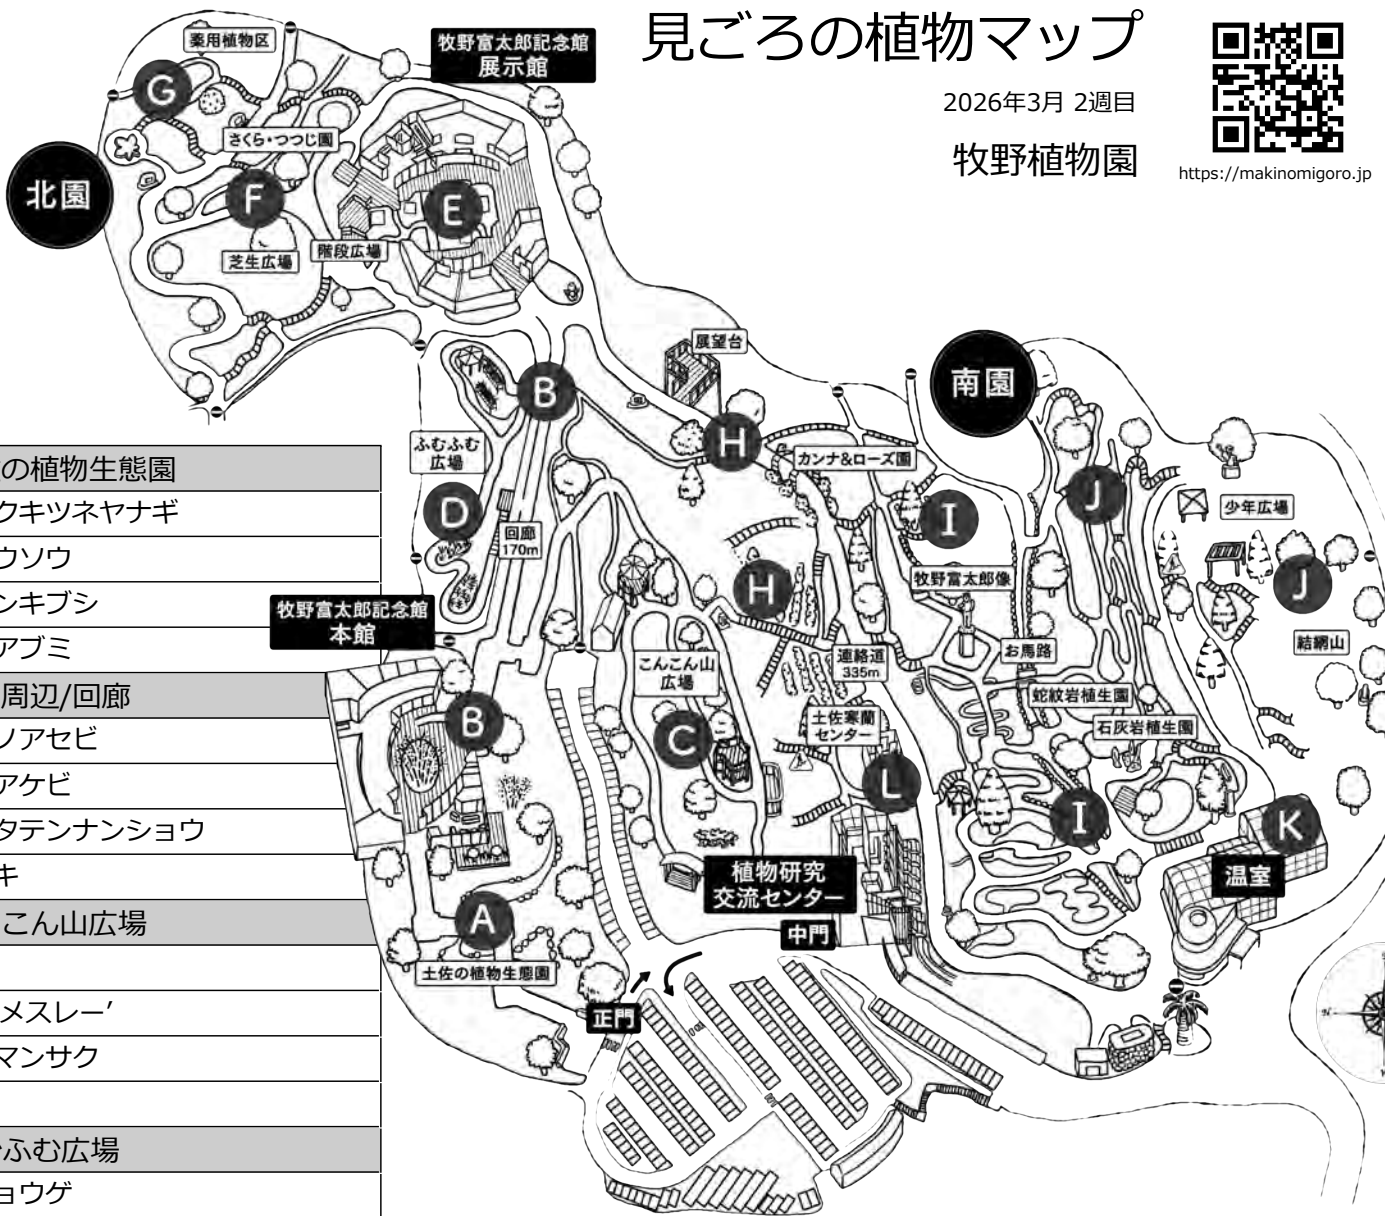 見ごろの植物マップ
2026年3月 2週目
牧野植物園
https://makinomigoro.jp
薬用植物区
牧野富太郎記念館
展示館
G
さくら・つつじ園
北園
F
E
芝生広場
階段広場
展望台
南園
B
H
ふむふむ
広場
カンナ&ローズ園
J
少年広場
D
I
回廊
170m
牧野富太郎像
H
J
牧野富太郎記念館
本館
こんこん山
広場
連絡道
335m
お馬路
結網山
蛇紋岩植生園
B
C
土佐寒蘭
センター
石灰岩植生園
L
I
K
植物研究
交流センター
温室
A
中門
土佐の植物生態園
正門
の植物生態園
クキツネヤナギ
ウソウ
ンキブシ
アブミ
周辺/回廊
ノアセビ
アケビ
タテンナンショウ
キ
こん山広場
メスレー’
マンサク
ふむ広場
ョウゲ